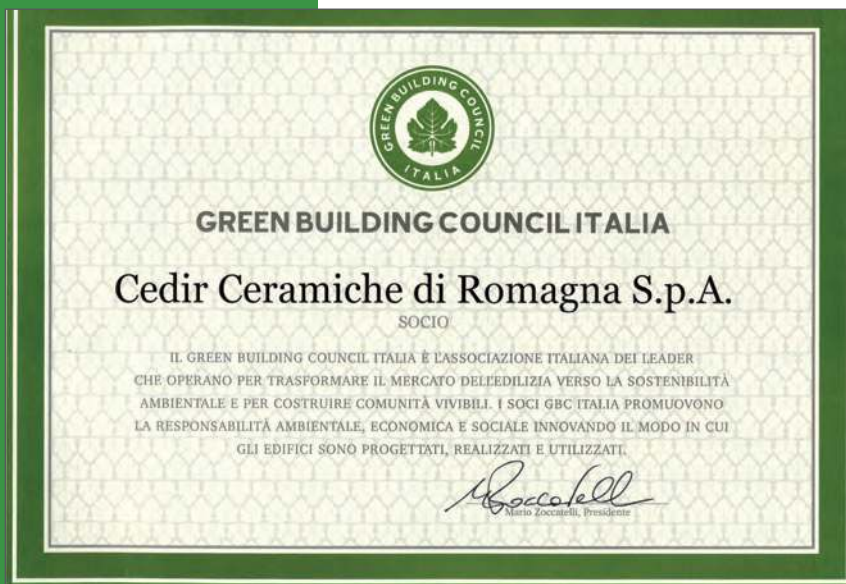 GREEN BUILDING COUNCIL
ITALIA
GREEN BUILDING COUNCIL ITALIA
Cedir Ceramiche di Romagna S.p.A.
SOCIO
IL GREEN BUILDING COUNCIL ITALIA È L'ASSOCIAZIONE ITALIANA DEI LEADER
CHE OPERANO PER TRASFORMARE IL MERCATO DELL'EDILIZIA VERSO LA SOSTENIBILITÀ
AMBIENTALE E PER COSTRUIRE COMUNITÀ VIVIBILI. I SOCI GBC ITALIA PROMUOVONO
LA RESPONSABILITÀ AMBIENTALE, ECONOMICA E SOCIALE INNOVANDO IL MODO IN CUI
GLI EDIFICI SONO PROGETTATI, REALIZZATI E UTILIZZATI.
Mario Zoccatelli, Presidente